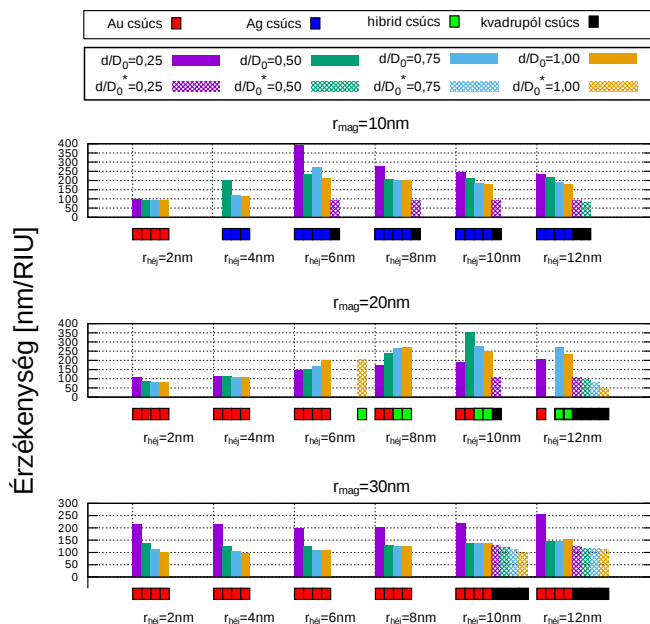 Au csúcs Ag csúcs hibrid csúcs kvadrupól csúcs
d/D0=0,25 d/D0=0,50 d/D0=0,75 d/D0=1,00
d/D0*=0,25 d/D0*=0,50 d/D0*=0,75 d/D0*=1,00
Érzékenység [nm/RIU]
rmag=10nm
400
350
300
250
200
150
100
50
0
rhéj=2nm rhéj=4nm rhéj=6nm rhéj=8nm rhéj=10nm rhéj=12nm
rmag=20nm
400
350
300
250
200
150
100
50
0
rhéj=2nm rhéj=4nm rhéj=6nm rhéj=8nm rhéj=10nm rhéj=12nm
rmag=30nm
300
250
200
150
100
50
0
rhéj=2nm rhéj=4nm rhéj=6nm rhéj=8nm rhéj=10nm rhéj=12nm